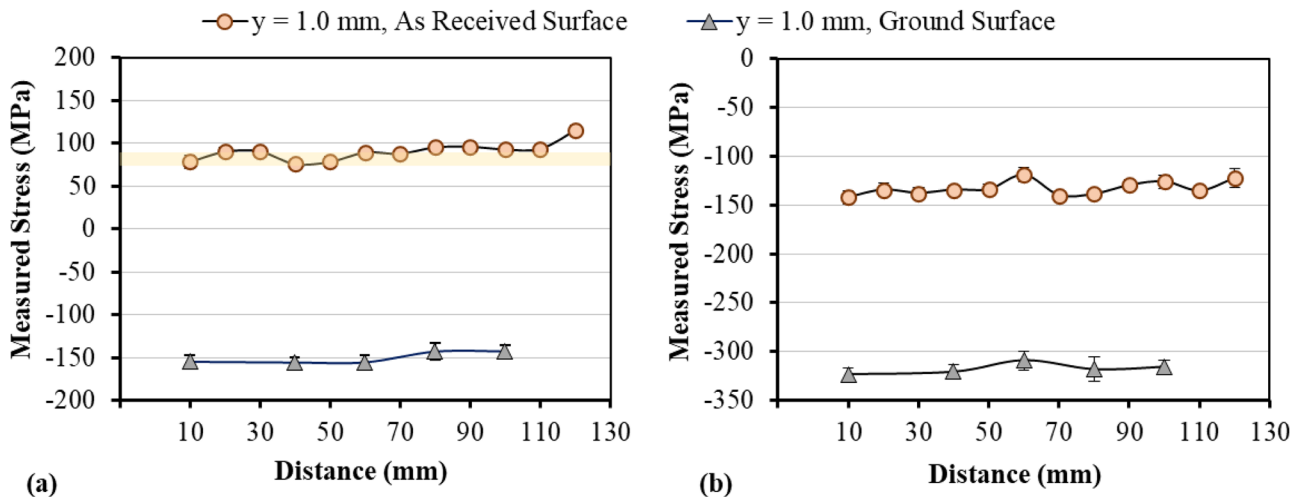 y = 1.0 mm, As Received Surface
y = 1.0 mm, Ground Surface
Measured Stress (MPa)
200
150
100
50
0
-50
-100
-150
-200
10 30 50 70 90 110 130
Distance (mm)
(a)
Measured Stress (MPa)
0
-50
-100
-150
-200
-250
-300
-350
10 30 50 70 90 110 130
Distance (mm)
(b)